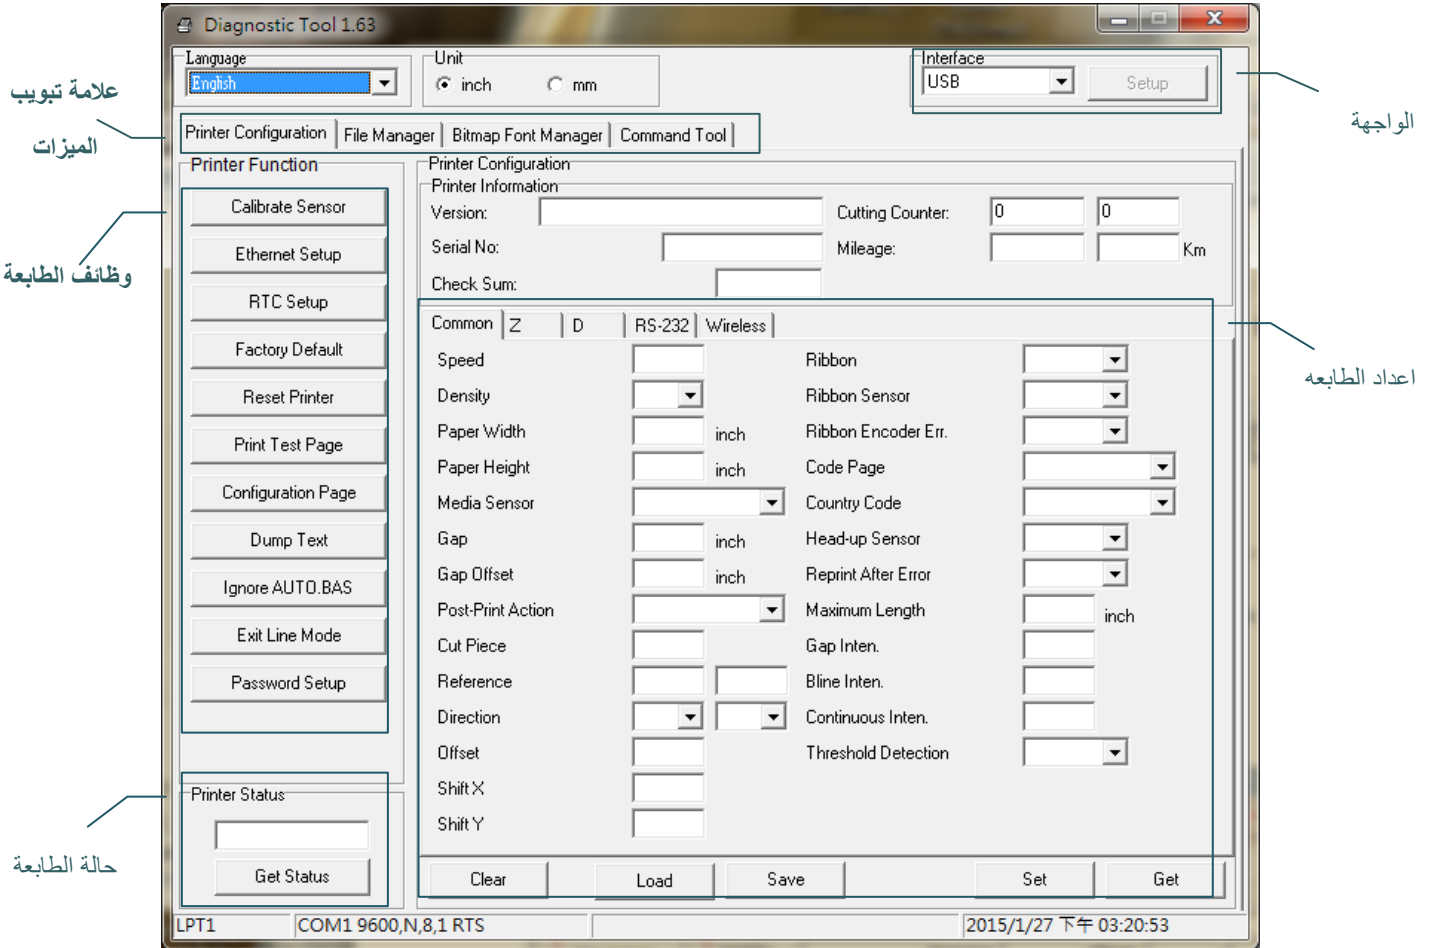 Diagnostic Tool 1.63
Language
English
Unit
inch
mm
Interface
USB
Setup
علامة تبويب
الميزات
الواجهة
Printer Configuration
File Manager
Bitmap Font Manager
Command Tool
Printer Function
Calibrate Sensor
Ethernet Setup
RTC Setup
Factory Default
Reset Printer
Print Test Page
Configuration Page
Dump Text
Ignore AUTO.BAS
Exit Line Mode
Password Setup
وظائف الطابعة
Printer Configuration
Printer Information
Version:
Cutting Counter: 0 0
Serial No:
Mileage: Km
Check Sum:
Common Z D RS-232 Wireless
اعداد الطابعه
Speed
Density
Paper Width inch
Paper Height inch
Media Sensor
Gap inch
Gap Offset inch
Post-Print Action
Cut Piece
Reference
Direction
Offset
Shift X
Shift Y
Ribbon
Ribbon Sensor
Ribbon Encoder Err.
Code Page
Country Code
Head-up Sensor
Reprint After Error
Maximum Length inch
Gap Inten.
Bline Inten.
Continuous Inten.
Threshold Detection
Printer Status
Get Status
حالة الطابعة
Clear
Load
Save
Set
Get
LPT1
COM1 9600,N,8,1 RTS
2015/1/27 下午 03:20:53